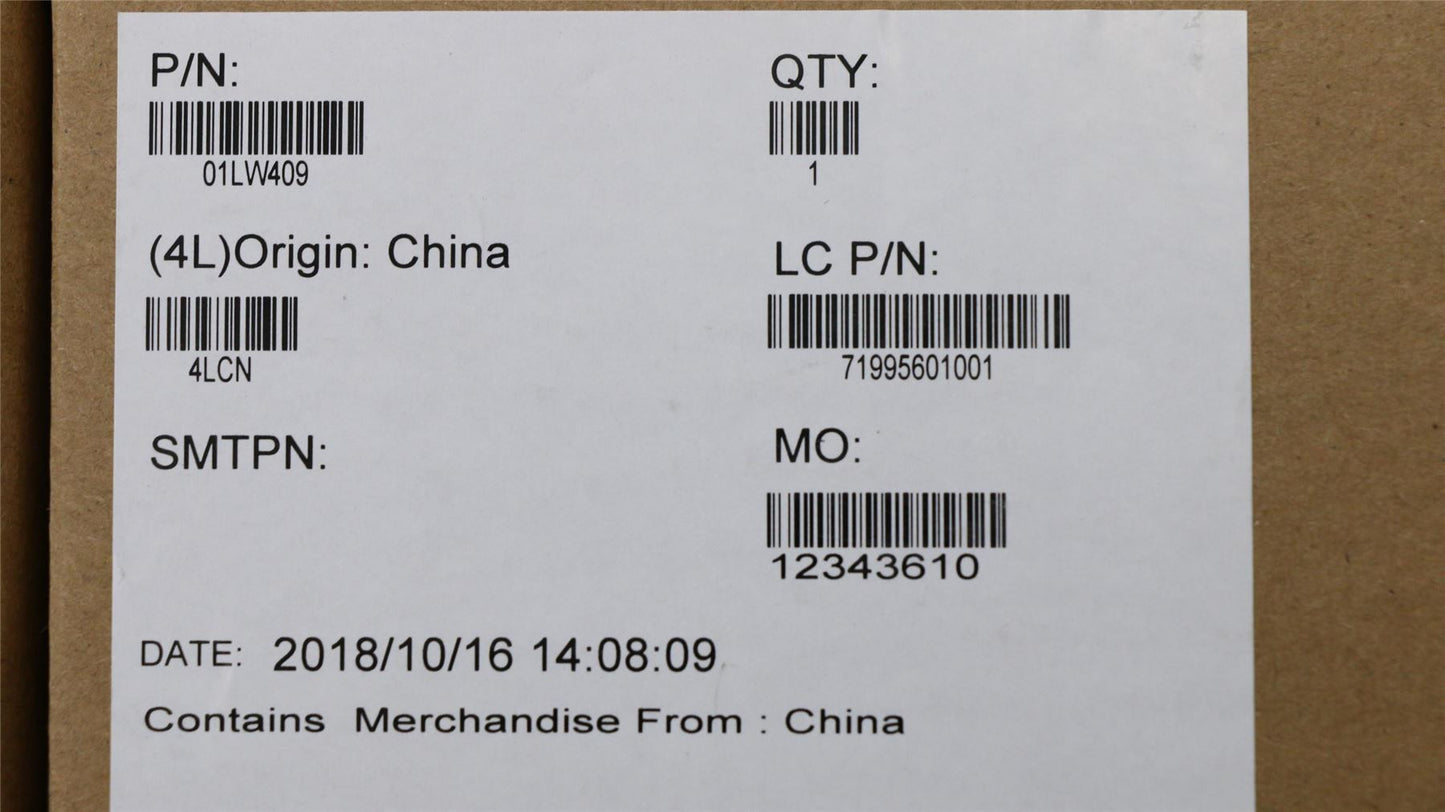 P/N:
QTY:
01LW409
1
(4L)Origin: China
LC P/N:
4LCN
71995601001
SMTPN:
MO:
12343610
DATE: 2018/10/16 14:08:09
Contains Merchandise From : China